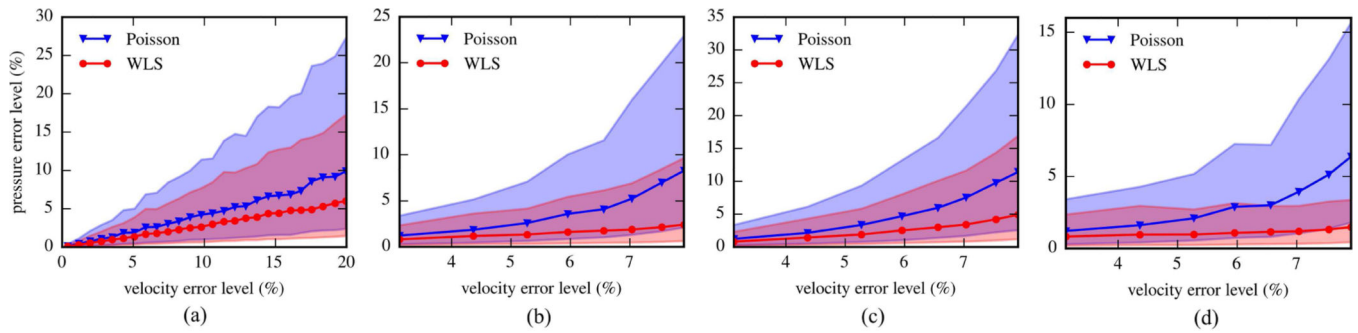 pressure error level (%)
30
25
20
15
10
5
0
Poisson
WLS
0 5 10 15 20
velocity error level (%)
(a)
25
20
15
10
5
0
Poisson
WLS
4 5 6 7
velocity error level (%)
(b)
35
30
25
20
15
10
5
0
Poisson
WLS
4 5 6 7
velocity error level (%)
(c)
15
10
5
0
Poisson
WLS
4 5 6 7
velocity error level (%)
(d)